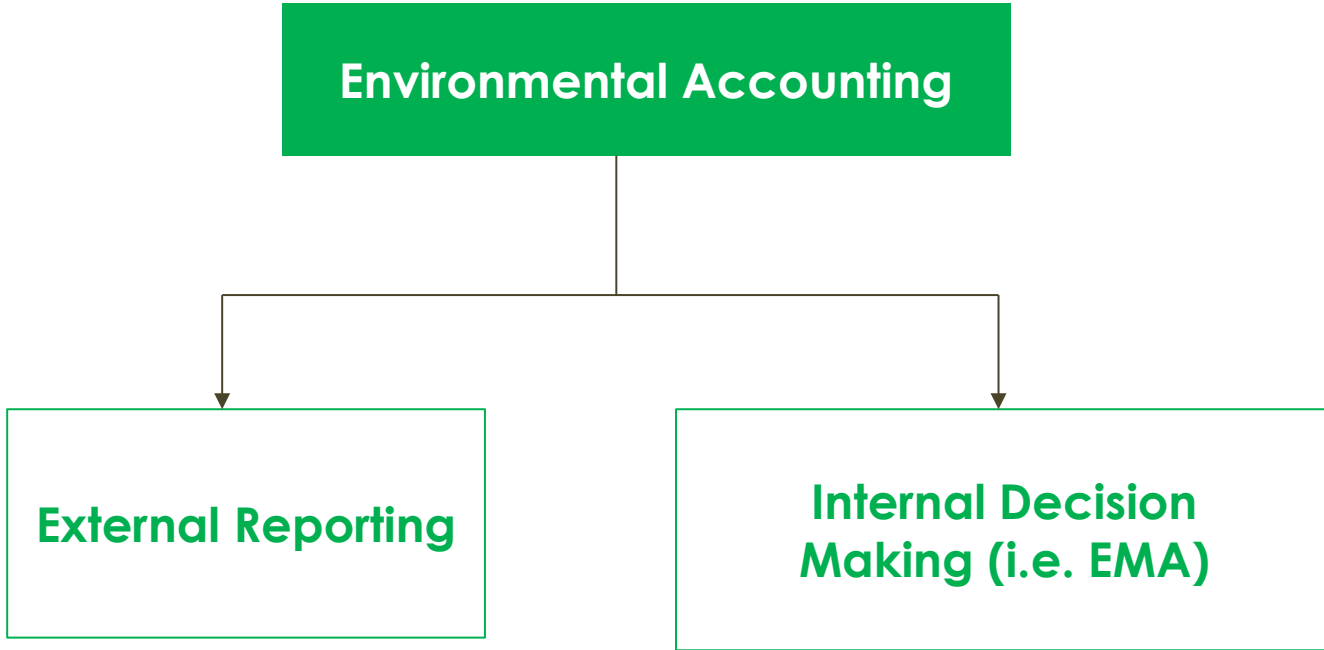 Environmental Accounting
External Reporting
Internal Decision
Making (i.e. EMA)